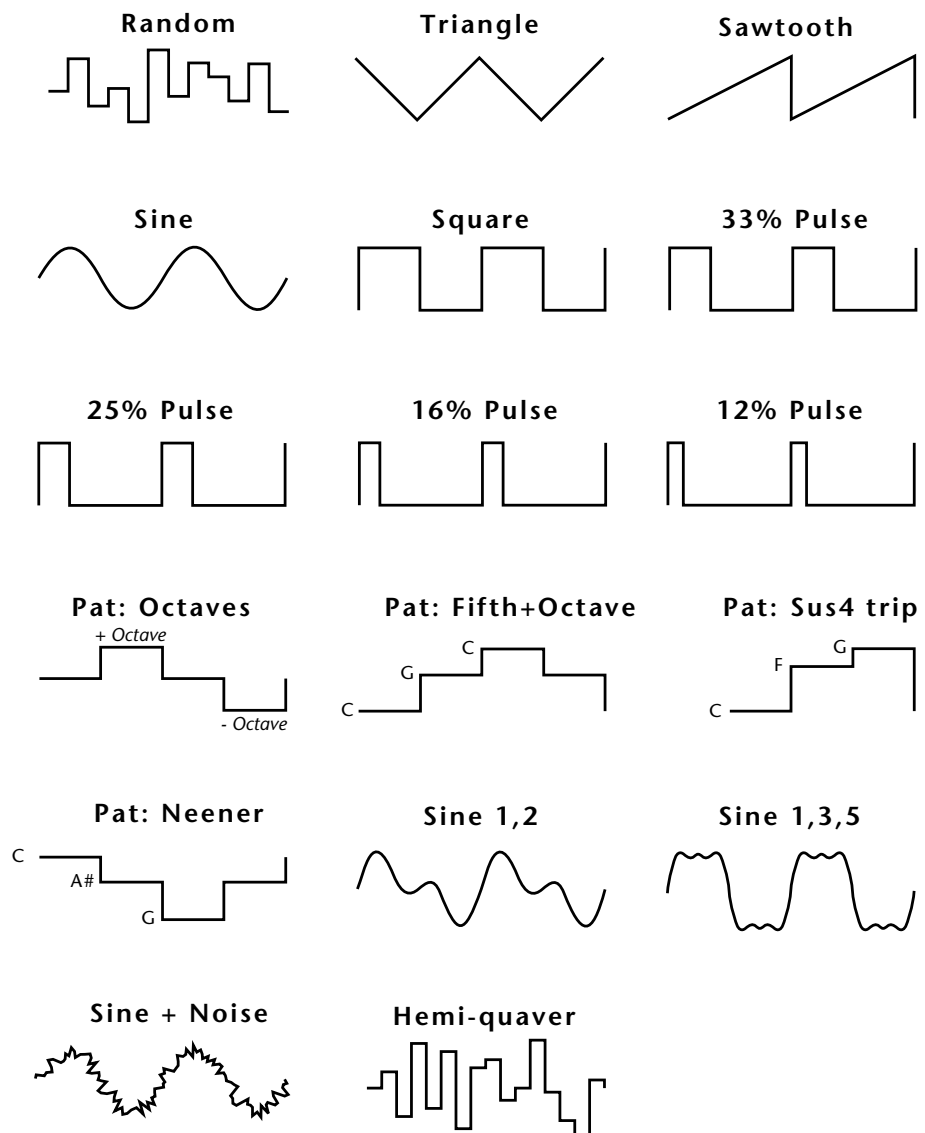 Random
Triangle
Sawtooth
Sine
Square
33% Pulse
25% Pulse
16% Pulse
12% Pulse
Pat: Octaves
+ Octave
- Octave
Pat: Fifth+Octave
C
G
C
Pat: Sus4 trip
G
F
C
Pat: Neener
C
A#
G
Sine 1,2
Sine 1,3,5
Sine + Noise
Hemi-quaver